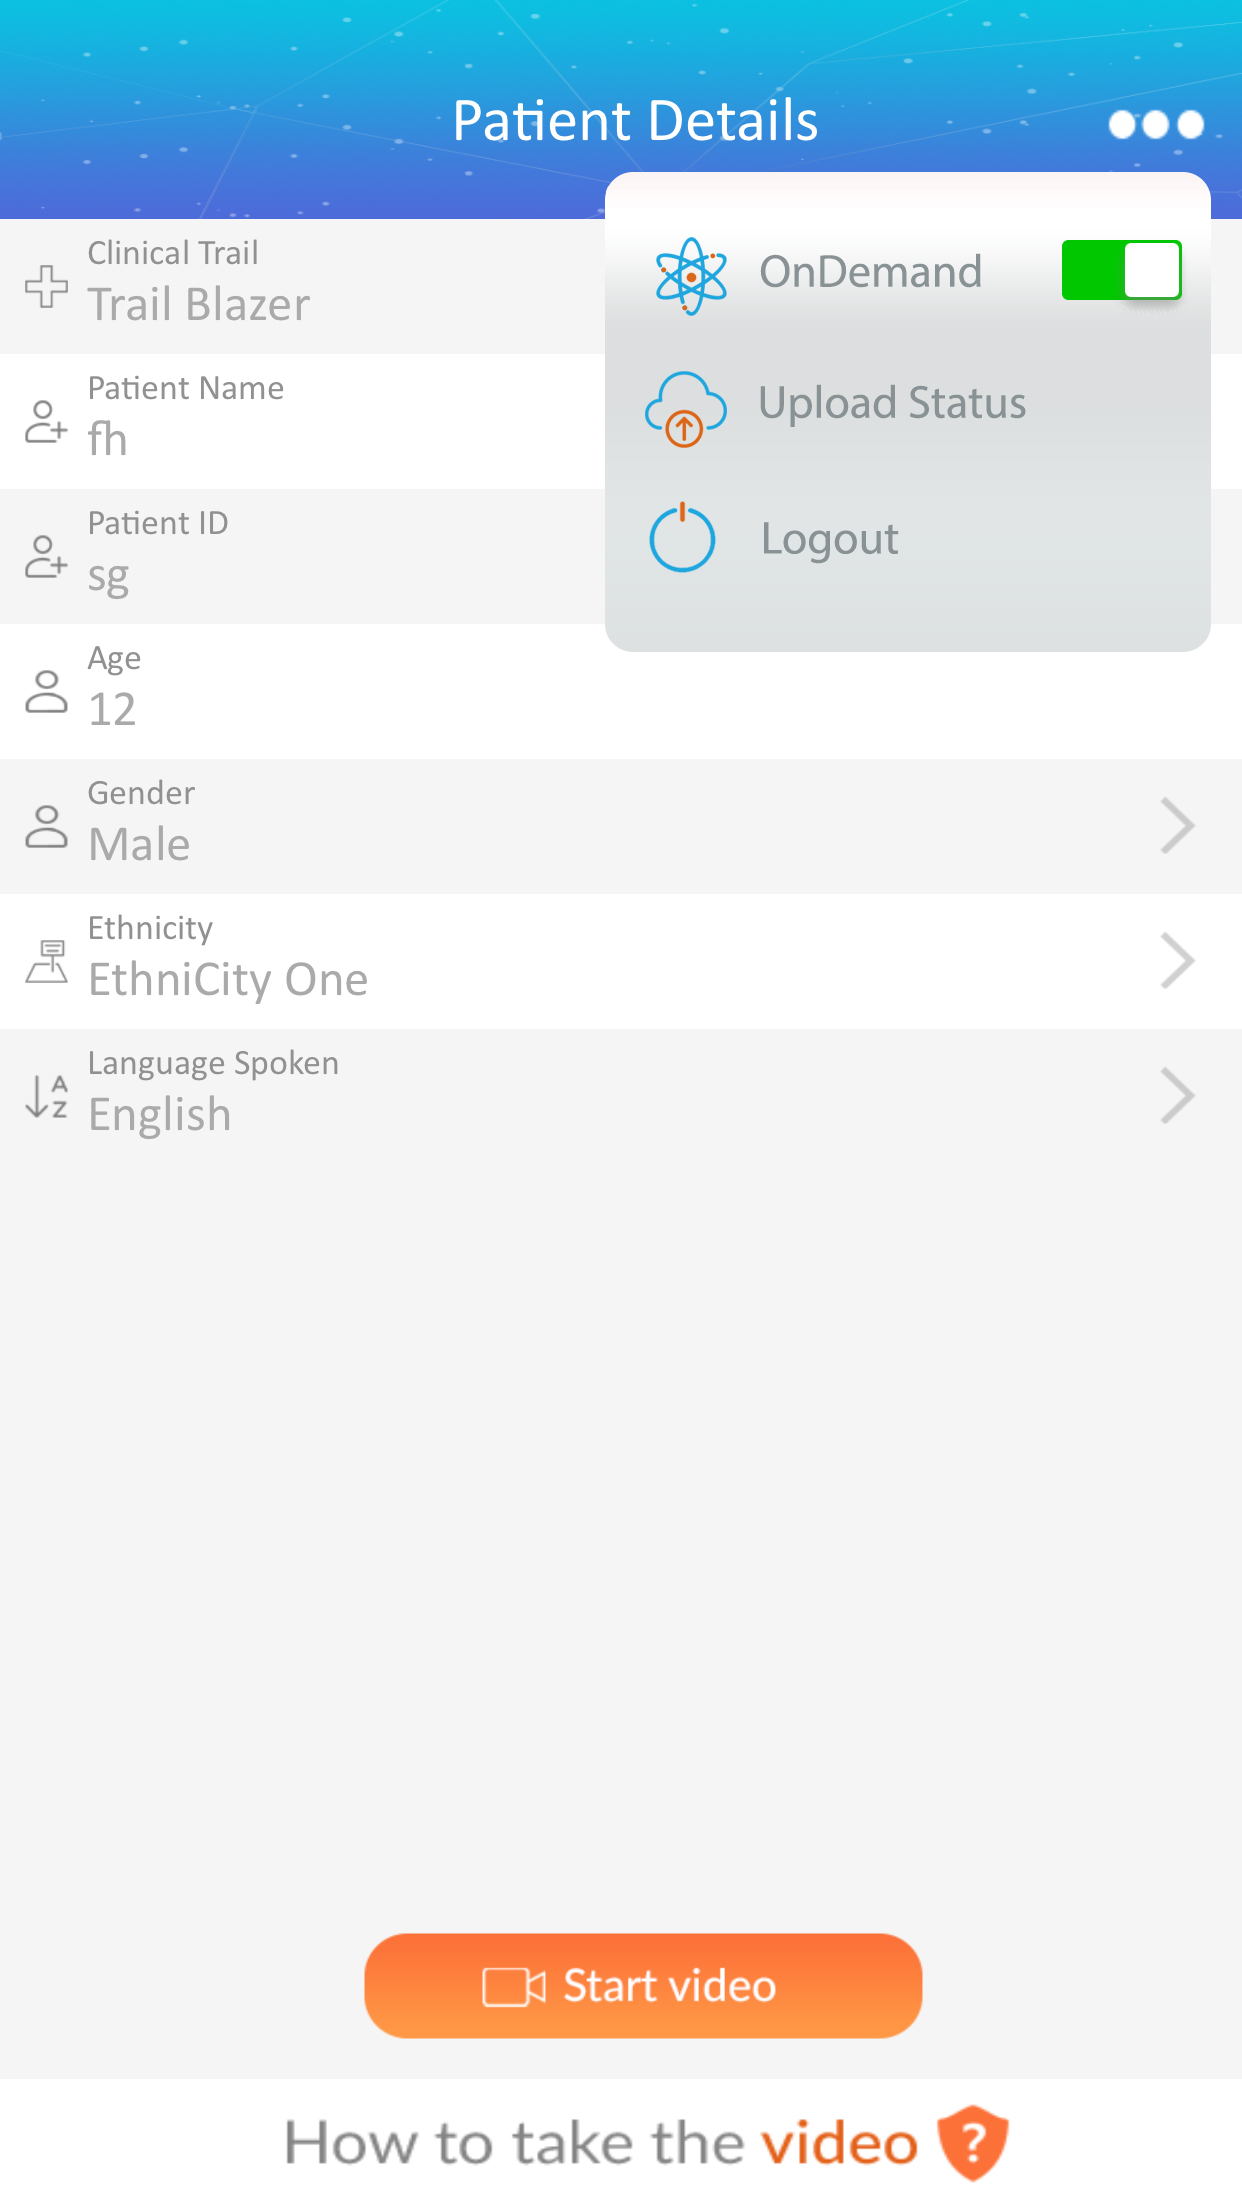 Patient Details
OnDemand
Upload Status
Logout
Clinical Trail
Trail Blazer
Patient Name
fh
Patient ID
sg
Age
12
Gender
Male
Ethnicity
EthniCity One
Language Spoken
A
Z
English
Start video
How to take the video ?